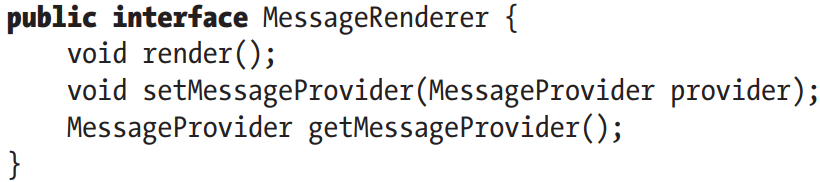 public interface MessageRenderer {
    void render();
    void setMessageProvider(MessageProvider provider);
    MessageProvider getMessageProvider();
}